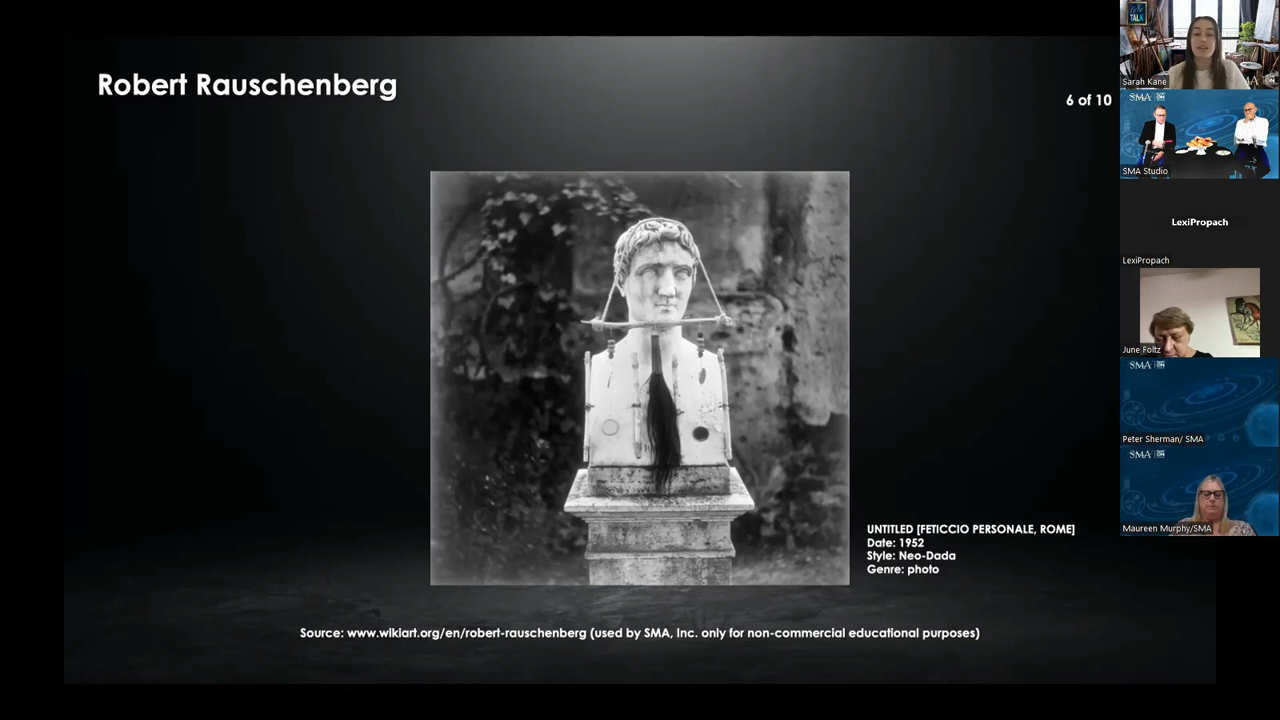 Robert Rauschenberg
6 of 10
UNTITLED [FETICCIO PERSONALE, ROME]
Date: 1952
Style: Neo-Dada
Genre: photo
Source: www.wikiart.org/en/robert-rauschenberg (used by SMA, Inc. only for non-commercial educational purposes)
TALK
Sarah Kane
SMA
SMA Studio
LexiPropach
LexiPropach
June Foltz
SMA
Peter Sherman/ SMA
SMA
Maureen Murphy/SMA